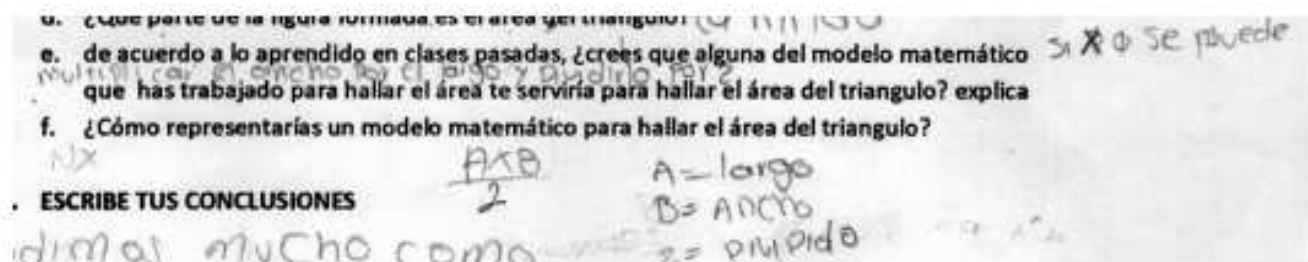 d. ¿Que parte de la figura formada es el área del triangulo? la mitad
e. de acuerdo a lo aprendido en clases pasadas, ¿crees que alguna del modelo matemático si se puede
multiplicar el ancho por el largo y dividirlo por 2
que has trabajado para hallar el área te serviría para hallar el área del triangulo? explica
f. ¿Cómo representarías un modelo matemático para hallar el área del triangulo?
AxB
2
A=largo
. ESCRIBE TUS CONCLUSIONES
B= Ancho
2= DIVIDIDO
dimos mucho como